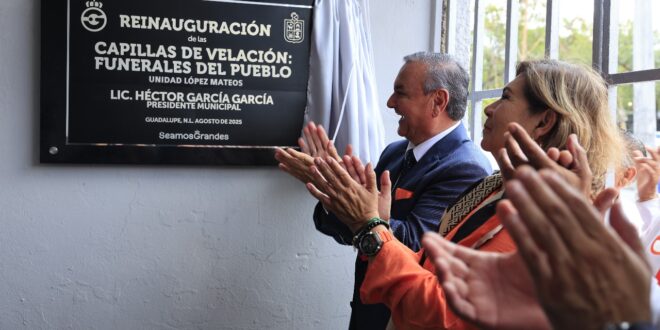 REINAUGURACIÓN
de las
CAPILLAS DE VELACIÓN:
FUNERALES DEL PUEBLO
UNIDAD LÓPEZ MATEOS
LIC. HÉCTOR GARCÍA GARCÍA
PRESIDENTE MUNICIPAL
GUADALUPE, N.L. AGOSTO DE 2025
SeamosGrandes